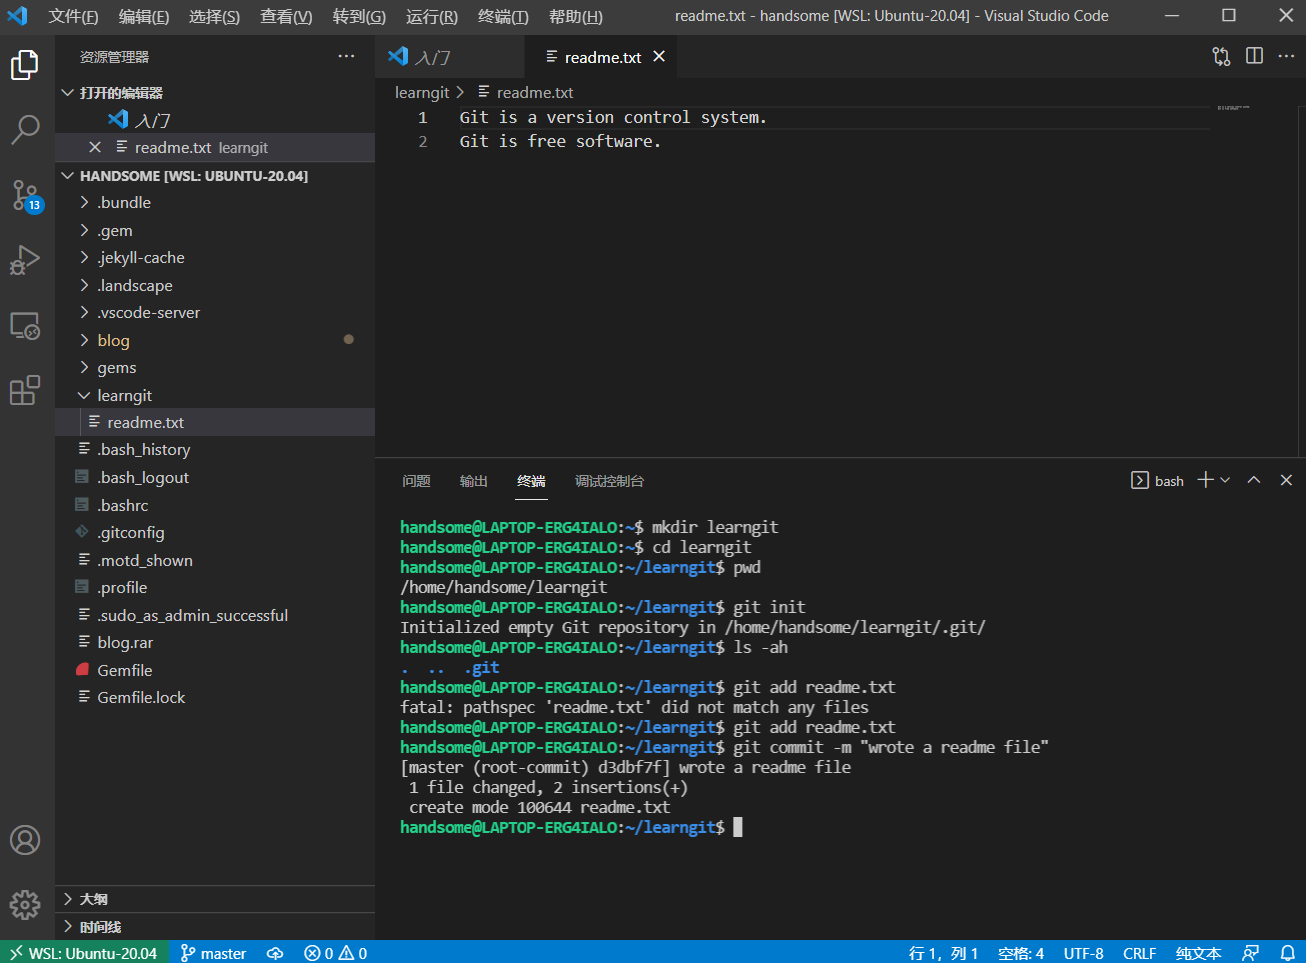 文件(F) 编辑(E) 选择(S) 查看(V) 转到(G) 运行(R) 终端(T) 帮助(H) readme.txt - handsome [WSL: Ubuntu-20.04] - Visual Studio Code
资源管理器
入门 readme.txt
打开的编辑器
入门
readme.txt learngit
HANDSOME [WSL: UBUNTU-20.04]
.bundle
.gem
.jekyll-cache
.landscape
.vscode-server
blog
gems
learngit
readme.txt
.bash_history
.bash_logout
.bashrc
.gitconfig
.motd_shown
.profile
.sudo_as_admin_successful
blog.rar
Gemfile
Gemfile.lock
大纲
时间线
13
learngit > readme.txt
1 Git is a version control system.
2 Git is free software.
问题 输出 终端 调试控制台 bash
handsome@LAPTOP-ERG4IALO:~$ mkdir learngit
handsome@LAPTOP-ERG4IALO:~$ cd learngit
handsome@LAPTOP-ERG4IALO:~/learngit$ pwd
/home/handsome/learngit
handsome@LAPTOP-ERG4IALO:~/learngit$ git init
Initialized empty Git repository in /home/handsome/learngit/.git/
handsome@LAPTOP-ERG4IALO:~/learngit$ ls -ah
. .. .git
handsome@LAPTOP-ERG4IALO:~/learngit$ git add readme.txt
fatal: pathspec 'readme.txt' did not match any files
handsome@LAPTOP-ERG4IALO:~/learngit$ git add readme.txt
handsome@LAPTOP-ERG4IALO:~/learngit$ git commit -m "wrote a readme file"
[master (root-commit) d3dbf7f] wrote a readme file
1 file changed, 2 insertions(+)
create mode 100644 readme.txt
handsome@LAPTOP-ERG4IALO:~/learngit$
WSL: Ubuntu-20.04 master 0 0 行 1，列 1 空格: 4 UTF-8 CRLF 纯文本